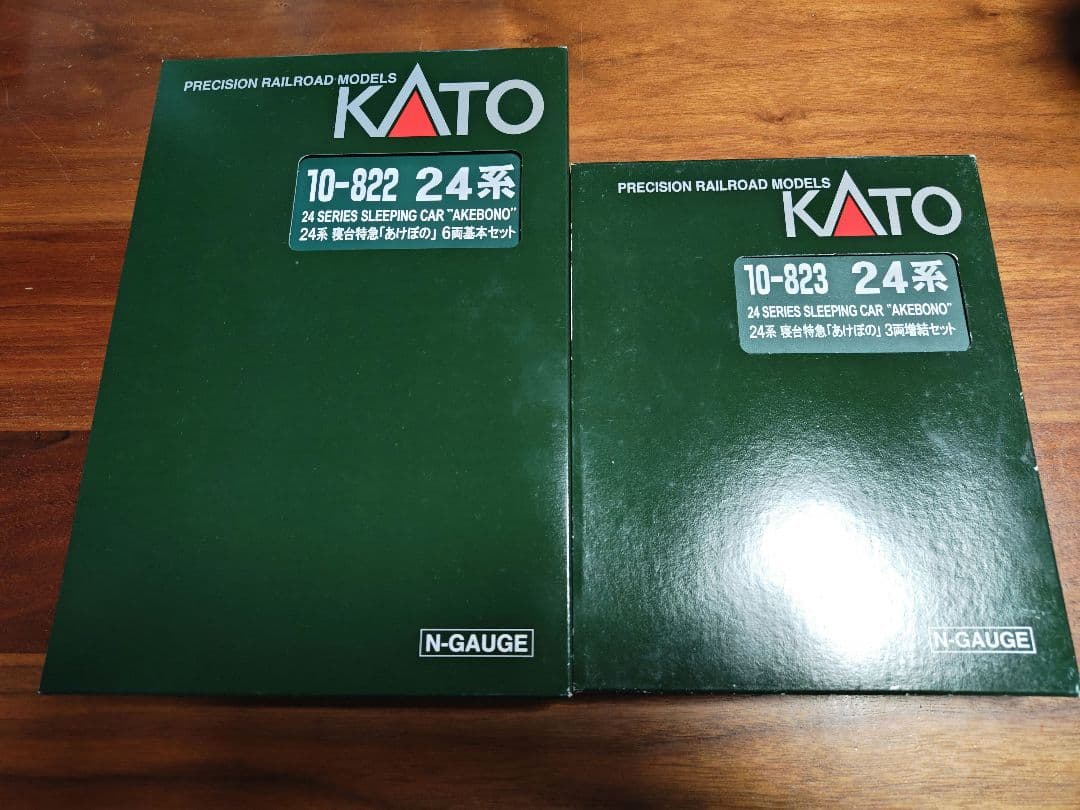 PRECISION RAILROAD MODELS
KATO
10-822 24系
24 SERIES SLEEPING CAR "AKEBONO"
24系 寝台特急「あけぼの」 6両基本セット
N-GAUGE
PRECISION RAILROAD MODELS
KATO
10-823 24系
24 SERIES SLEEPING CAR "AKEBONO"
24系 寝台特急「あけぼの」 3両増結セット
N-GAUGE